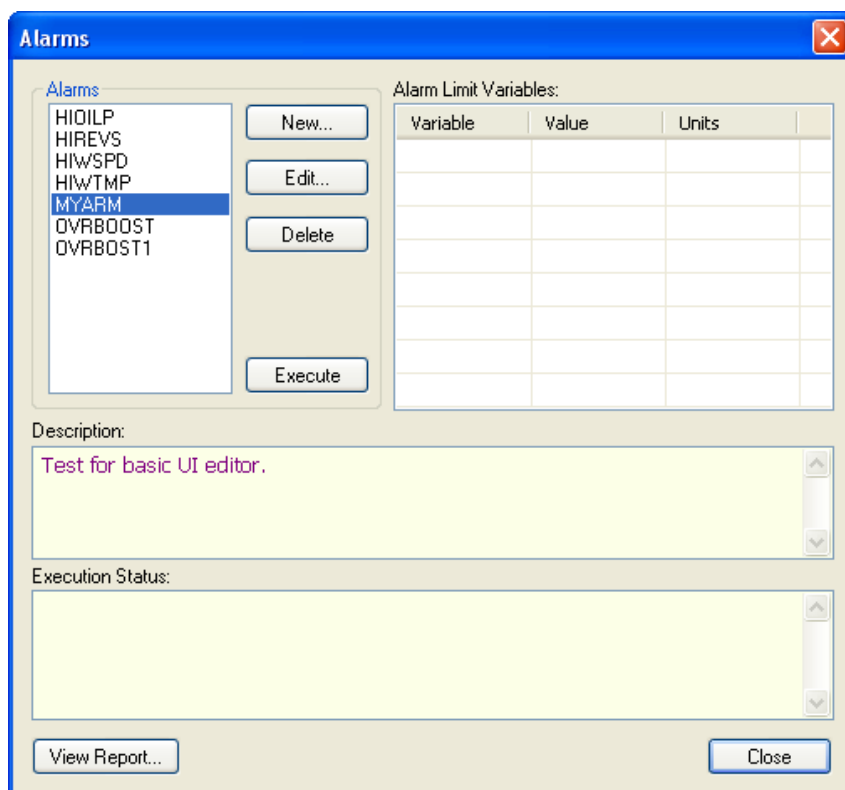 Alarms
Alarms
HIOILP
HIREVS
HIWSPD
HIWTMP
MYARM
OVRBOOST
OVRBOST1
New...
Edit...
Delete
Execute
Alarm Limit Variables:
Variable Value Units
Description:
Test for basic UI editor.
Execution Status:
View Report...
Close